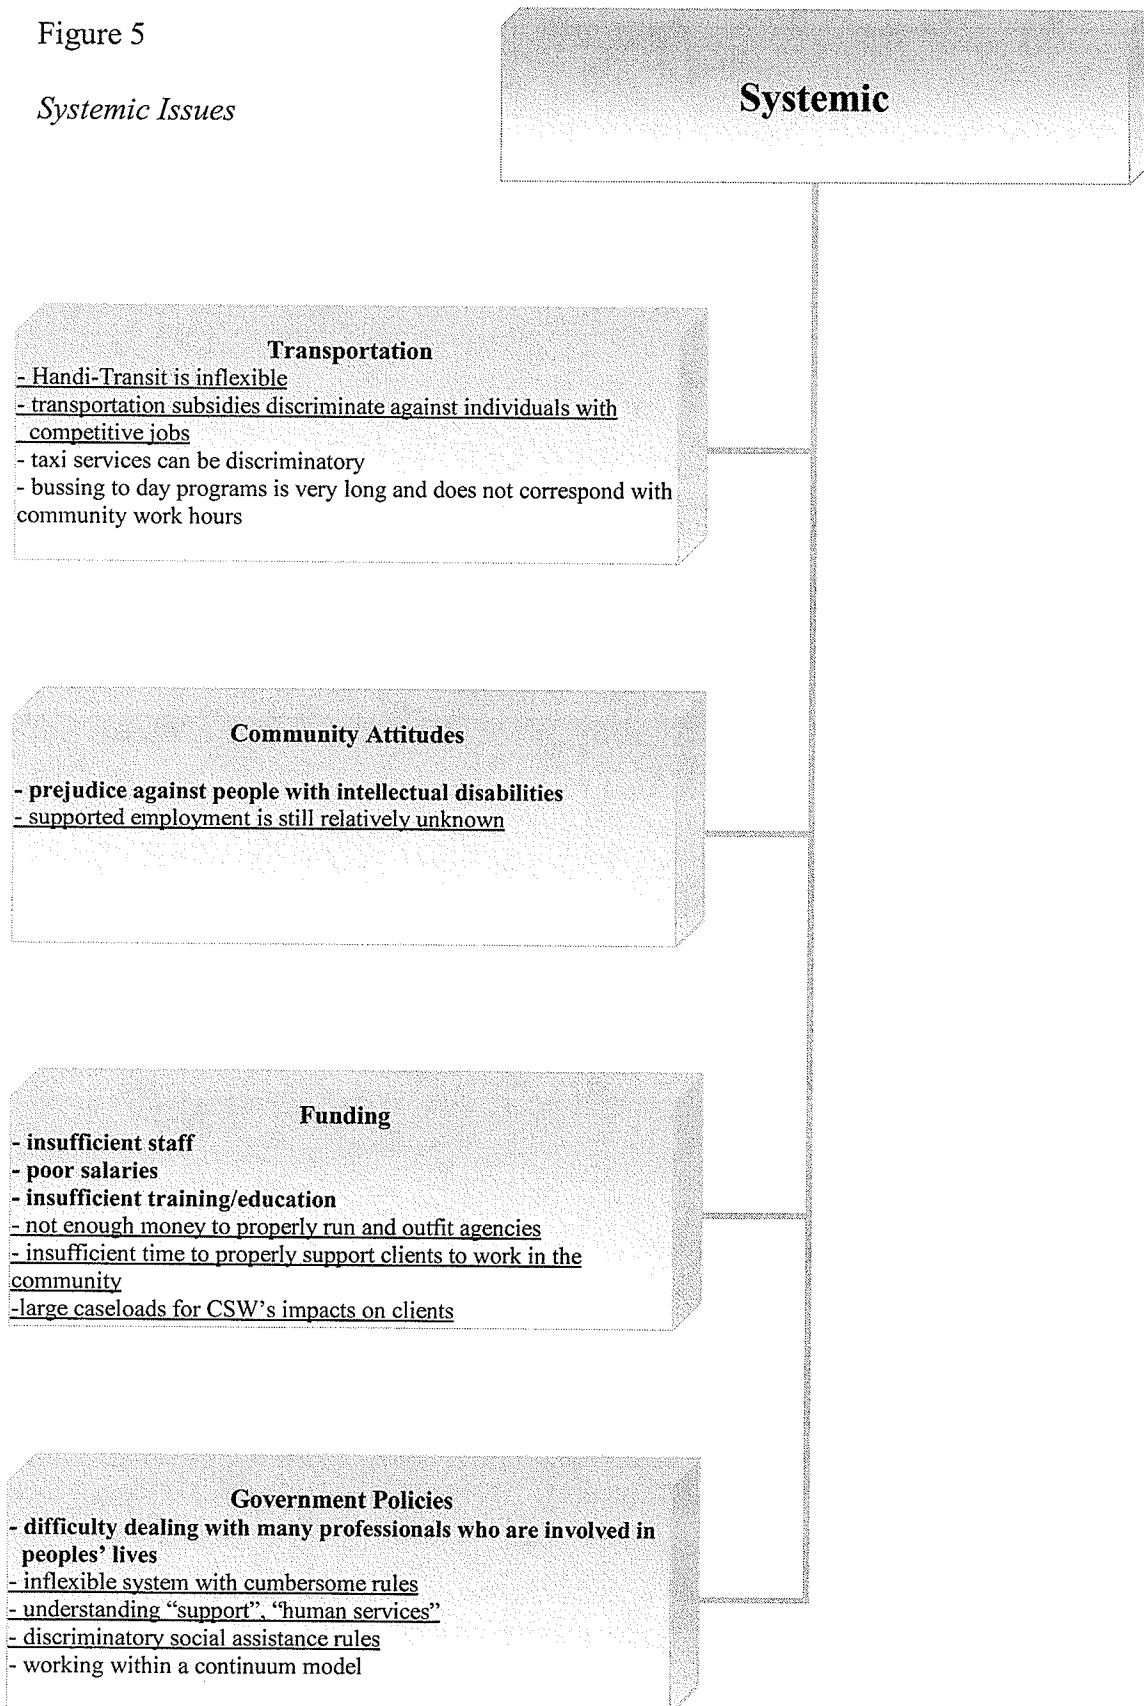 Figure 5
Systemic Issues
Systemic
Transportation
- Handi-Transit is inflexible
- transportation subsidies discriminate against individuals with
competitive jobs
- taxi services can be discriminatory
- bussing to day programs is very long and does not correspond with
community work hours
Community Attitudes
- prejudice against people with intellectual disabilities
- supported employment is still relatively unknown
Funding
- insufficient staff
- poor salaries
- insufficient training/education
- not enough money to properly run and outfit agencies
- insufficient time to properly support clients to work in the
community
-large caseloads for CSW's impacts on clients
Government Policies
- difficulty dealing with many professionals who are involved in
peoples' lives
- inflexible system with cumbersome rules
- understanding "support", "human services"
- discriminatory social assistance rules
- working within a continuum model